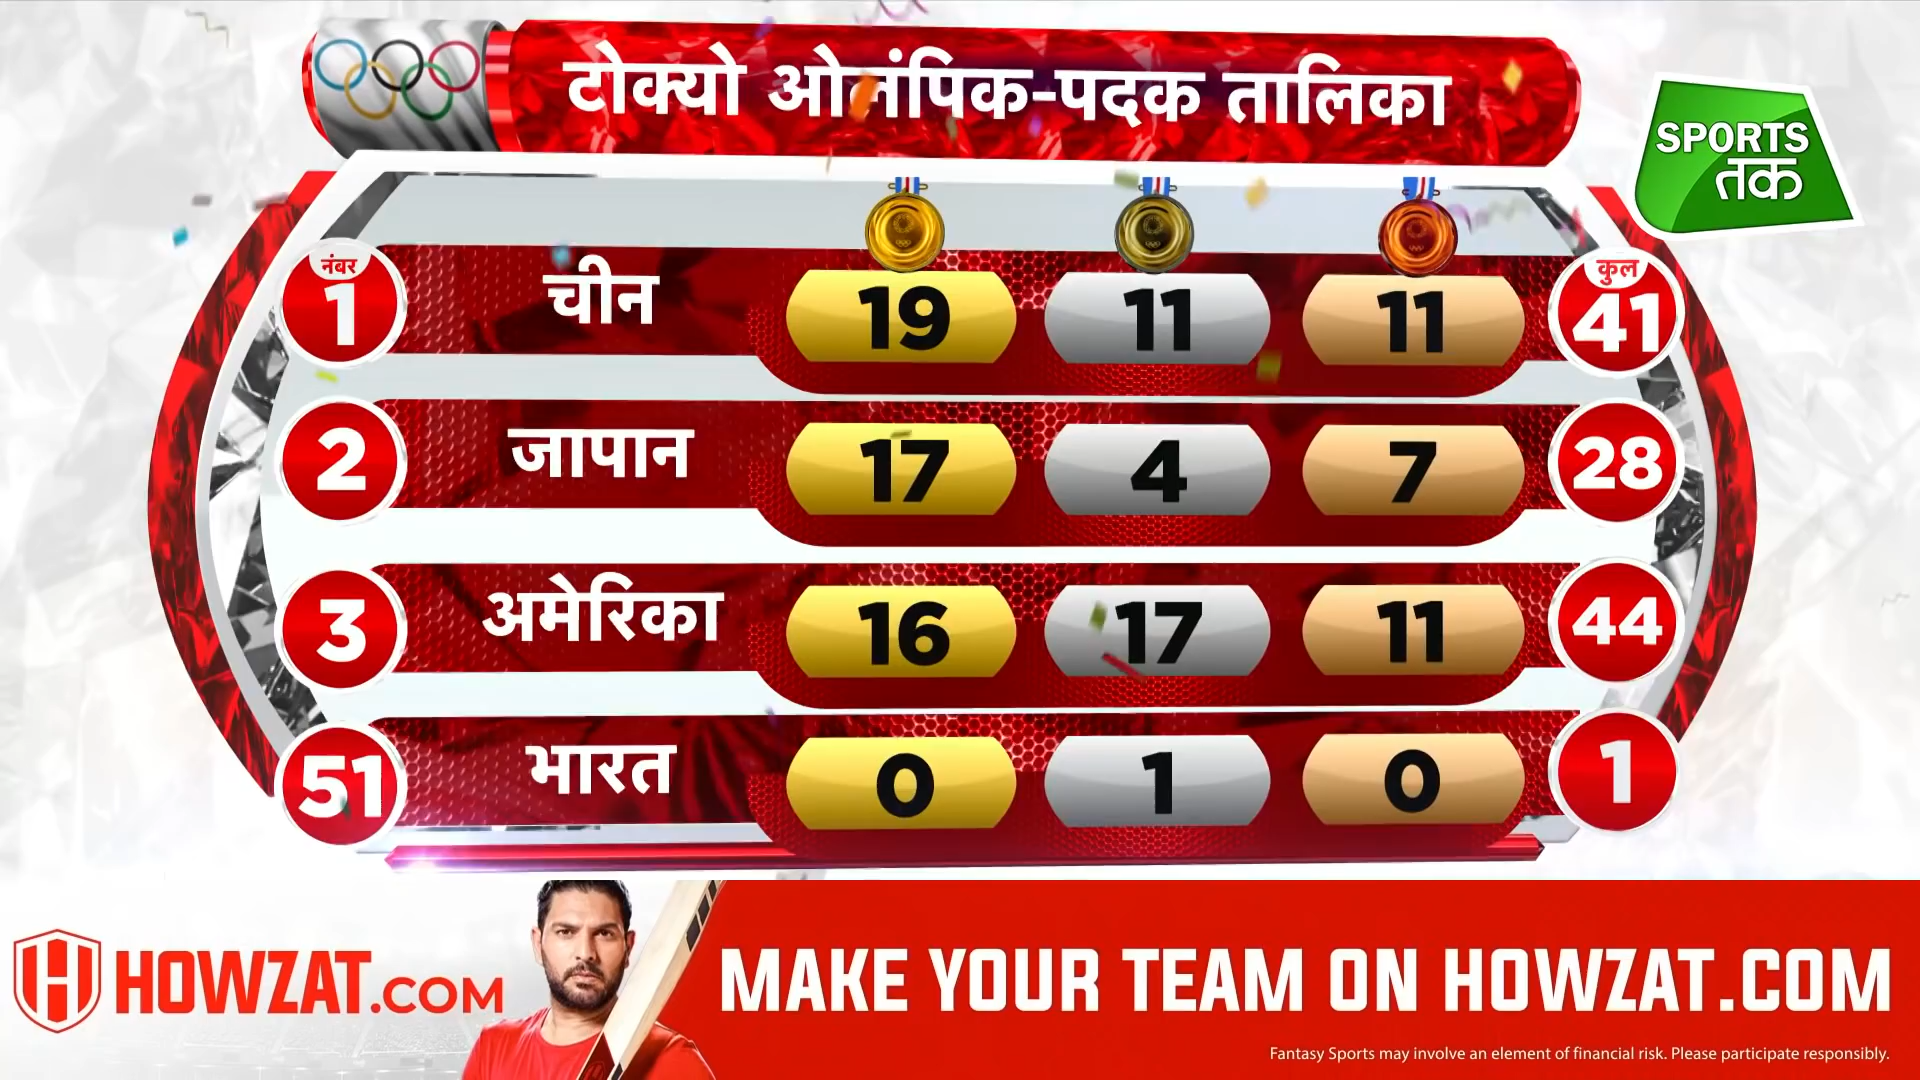 टोक्यो ओलंपिक-पदक तालिका
SPORTS
तक
नंबर
कुल
1 चीन 19 11 11 41
2 जापान 17 4 7 28
3 अमेरिका 16 17 11 44
51 भारत 0 1 0 1
HOWZAT.COM
MAKE YOUR TEAM ON HOWZAT.COM
Fantasy Sports may involve an element of financial risk. Please participate responsibly.